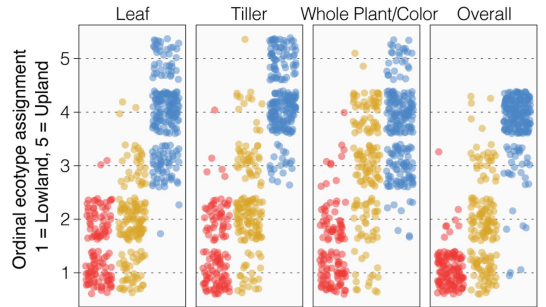 Leaf Tiller Whole Plant/Color Overall
Ordinal ecotype assignment
1 = Lowland, 5 = Upland
5
4
3
2
1